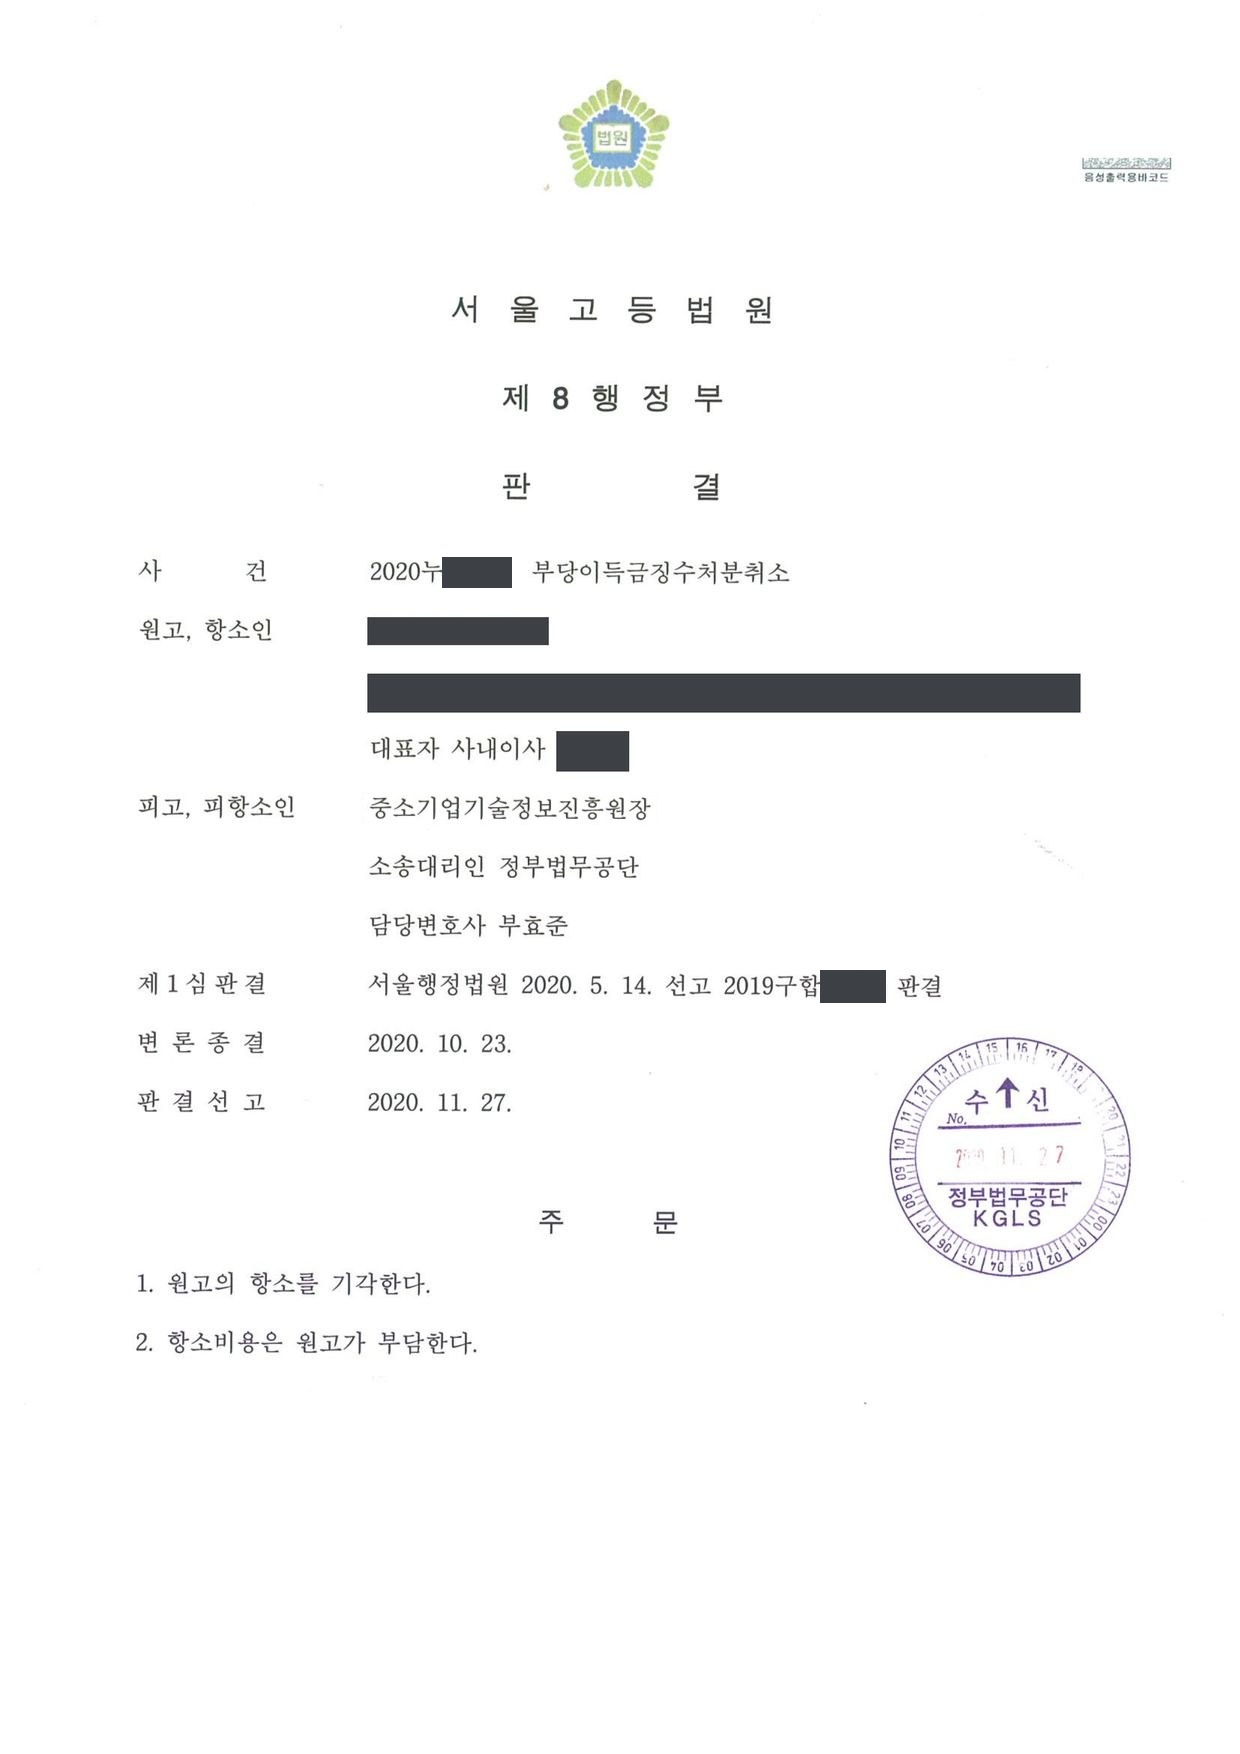 법원
음성출력용바코드
서 울 고 등 법 원
제 8 행 정 부
판 결
사 건 2020누 부당이득금징수처분취소
원고, 항소인
대표자 사내이사
피고, 피항소인 중소기업기술정보진흥원장
소송대리인 정부법무공단
담당변호사 부효준
제1심판결 서울행정법원 2020. 5. 14. 선고 2019구합 판결
변 론 종 결 2020. 10. 23.
판 결 선 고 2020. 11. 27.
수 신
No.
2020. 11. 27
정부법무공단
KGLS
주 문
1. 원고의 항소를 기각한다.
2. 항소비용은 원고가 부담한다.